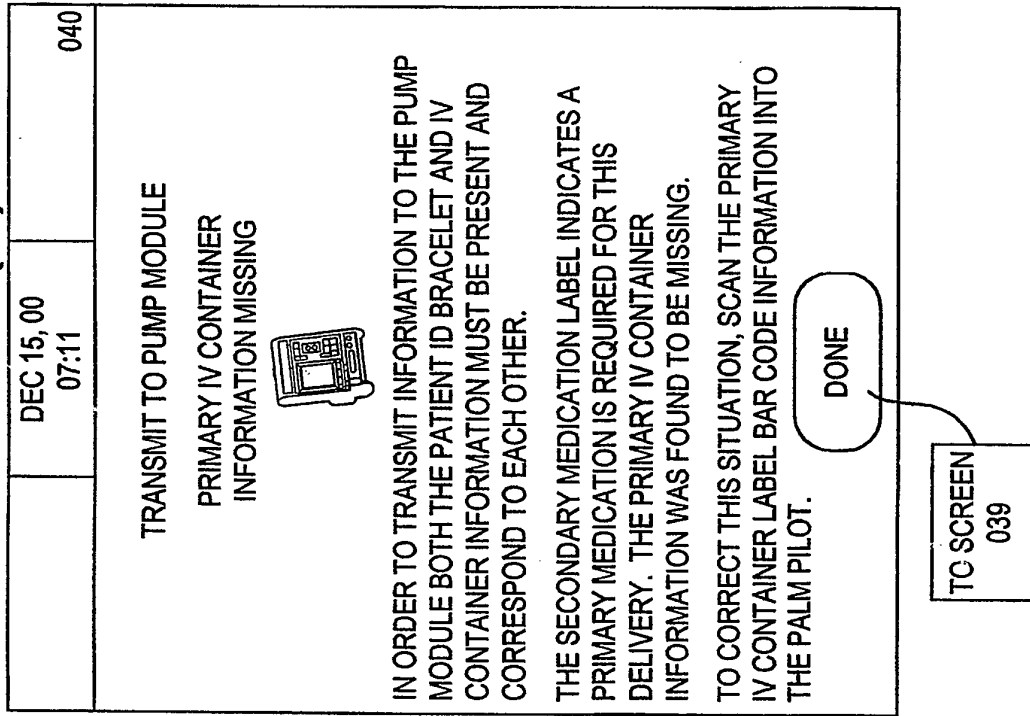 DEC 15, 00
07:11
040
TRANSMIT TO PUMP MODULE
PRIMARY IV CONTAINER
INFORMATION MISSING
IN ORDER TO TRANSMIT INFORMATION TO THE PUMP
MODULE BOTH THE PATIENT ID BRACELET AND IV
CONTAINER INFORMATION MUST BE PRESENT AND
CORRESPOND TO EACH OTHER.
THE SECONDARY MEDICATION LABEL INDICATES A
PRIMARY MEDICATION IS REQUIRED FOR THIS
DELIVERY. THE PRIMARY IV CONTAINER
INFORMATION WAS FOUND TO BE MISSING.
TO CORRECT THIS SITUATION, SCAN THE PRIMARY
IV CONTAINER LABEL BAR CODE INFORMATION INTO
THE PALM PILOT.
DONE
TO SCREEN
039